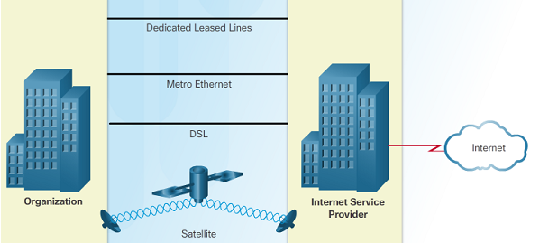 Dedicated Leased Lines
Metro Ethernet
DSL
Organization
Satellite
Internet Service
Provider
Internet